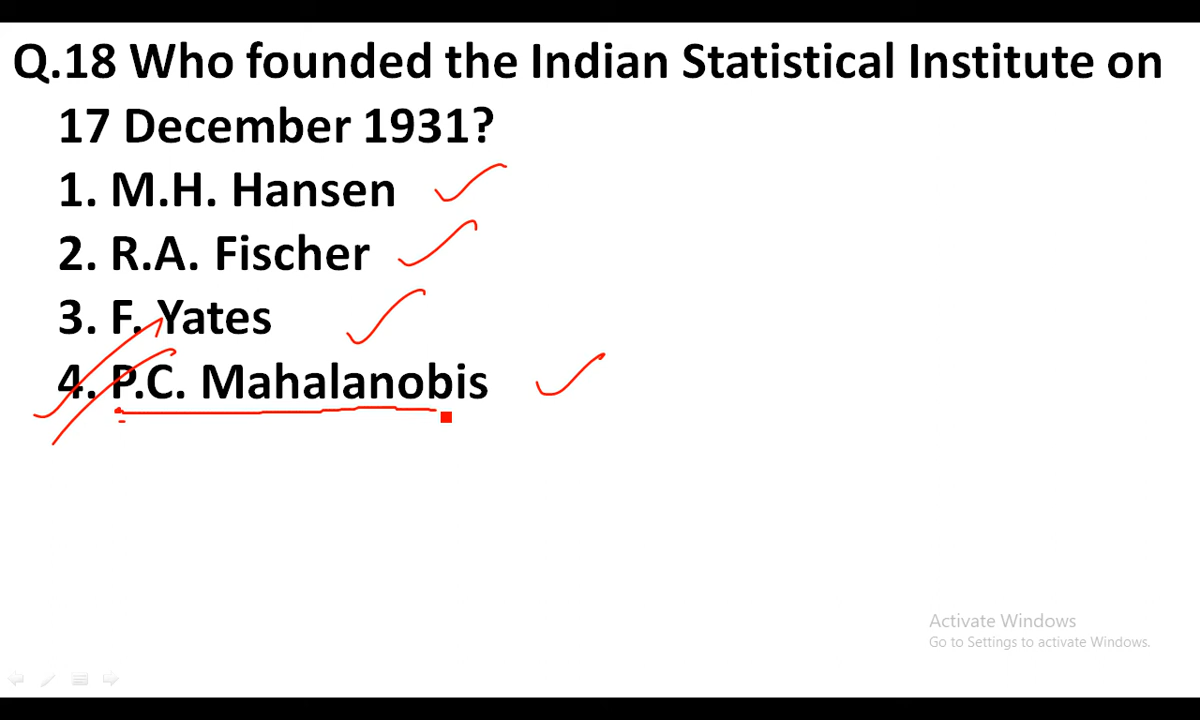 Q.18 Who founded the Indian Statistical Institute on
17 December 1931?
1. M.H. Hansen
2. R.A. Fischer
3. F. Yates
4. P.C. Mahalanobis
Activate Windows
Go to Settings to activate Windows.